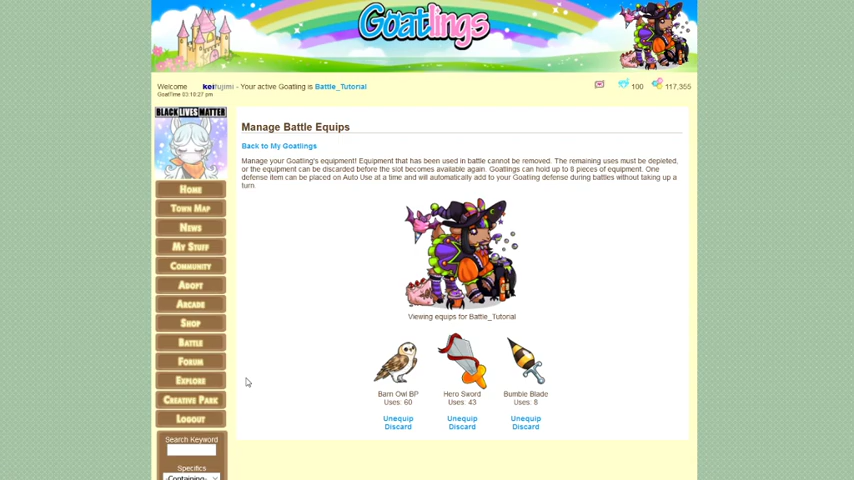 Goatlings
Welcome keifujimi - Your active Goatling is Battle_Tutorial
GoatTime 03:10:27 pm
100
117,355
BLACK LIVES MATTER
Home
Town Map
News
My Stuff
Community
Adopt
Arcade
Shop
Battle
Forum
Explore
Creative Park
Logout
Search Keyword
Specifics
-Containing-
Manage Battle Equips
Back to My Goatlings
Manage your Goatling's equipment! Equipment that has been used in battle cannot be removed. The remaining uses must be depleted,
or the equipment can be discarded before the slot becomes available again. Goatlings can hold up to 8 pieces of equipment. One
defense item can be placed on Auto Use at a time and will automatically add to your Goatling defense during battles without taking up a
turn
Viewing equips for Battle_Tutorial
Barn Owl BP
Uses: 60
Unequip
Discard
Hero Sword
Uses: 43
Unequip
Discard
Bumble Blade
Uses: 8
Unequip
Discard